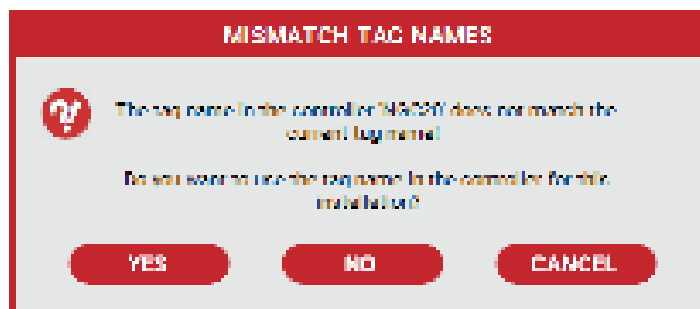 MISMATCH TAG NAMES
The tag name in the controller 'NGC20' does not match the
current tag name!
Do you want to use the tag name in the controller for this
installation?
YES
NO
CANCEL